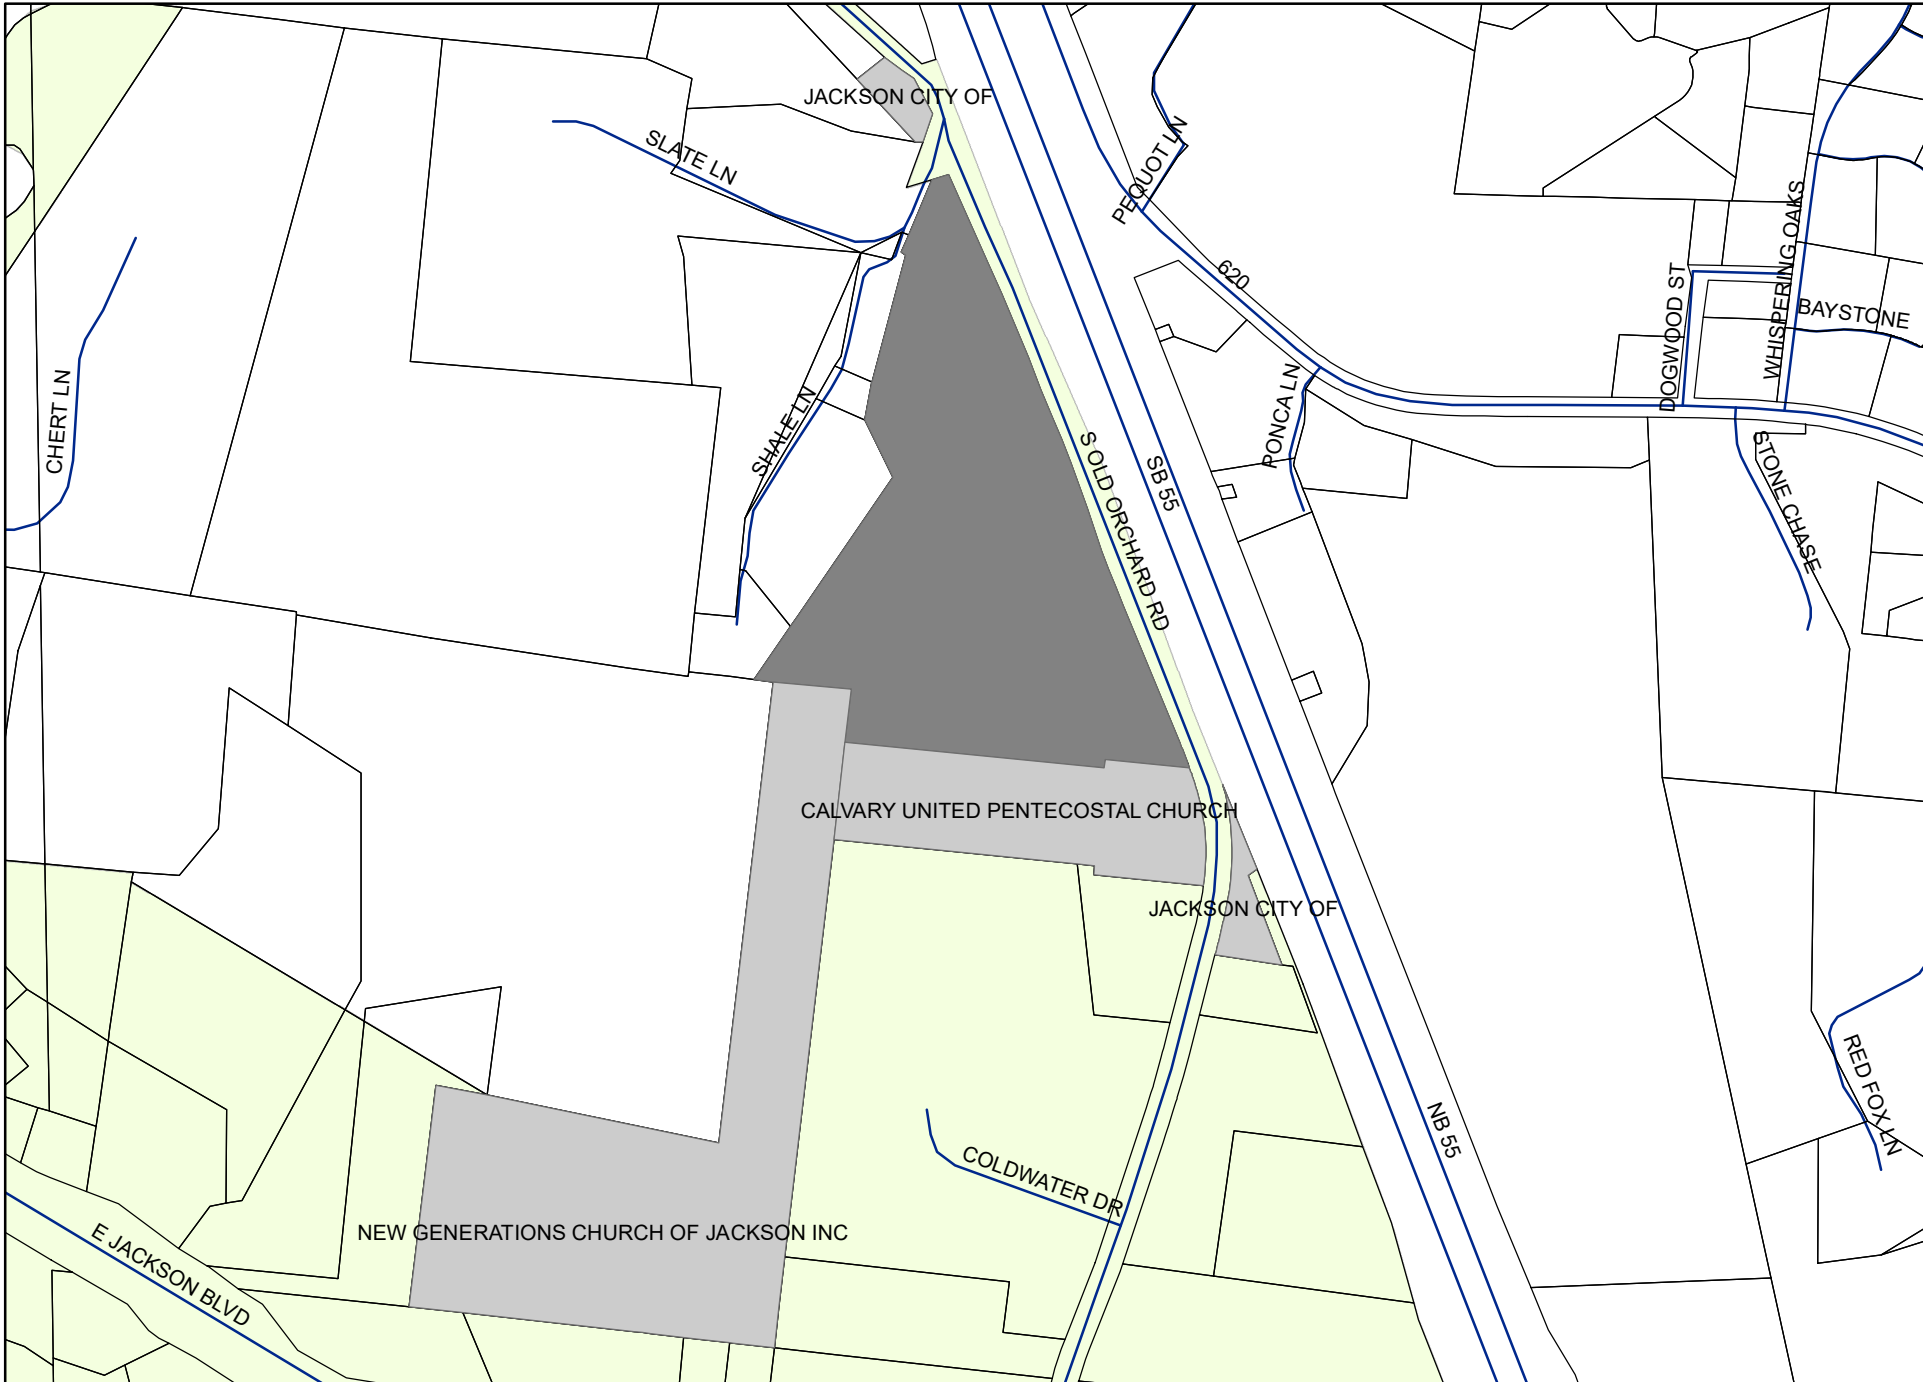 JACKSON CITY OF
SLATE LN
PEQUOT LN
WHISPERING OAKS
620
DOGWOOD ST
BAYSTONE
CHERT LN
SHALE LN
PONCA LN
S OLD ORCHARD RD
SB 55
STONE CHASE
CALVARY UNITED PENTECOSTAL CHURCH
JACKSON CITY OF
RED FOX LN
NB 55
COLDWATER DR
NEW GENERATIONS CHURCH OF JACKSON INC
E JACKSON BLVD